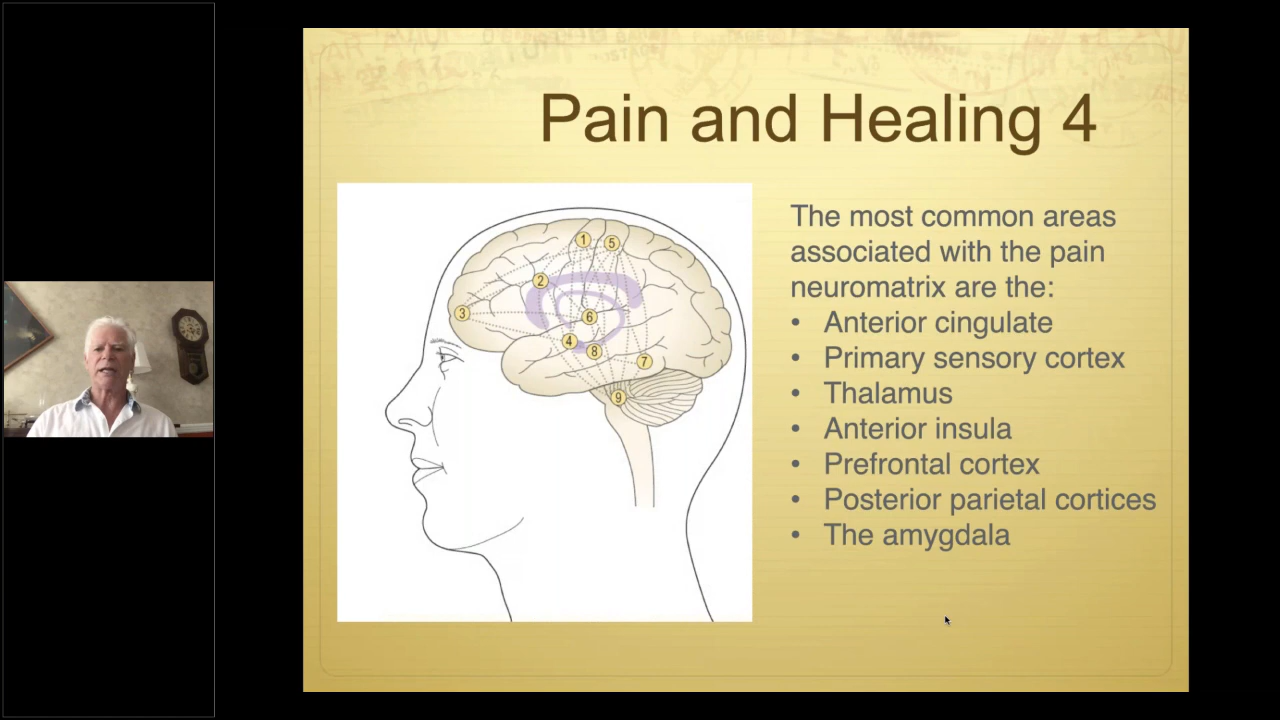 Pain and Healing 4
1
5
2
3
6
4
8
7
9
The most common areas
associated with the pain
neuromatrix are the:
• Anterior cingulate
• Primary sensory cortex
• Thalamus
• Anterior insula
• Prefrontal cortex
• Posterior parietal cortices
• The amygdala